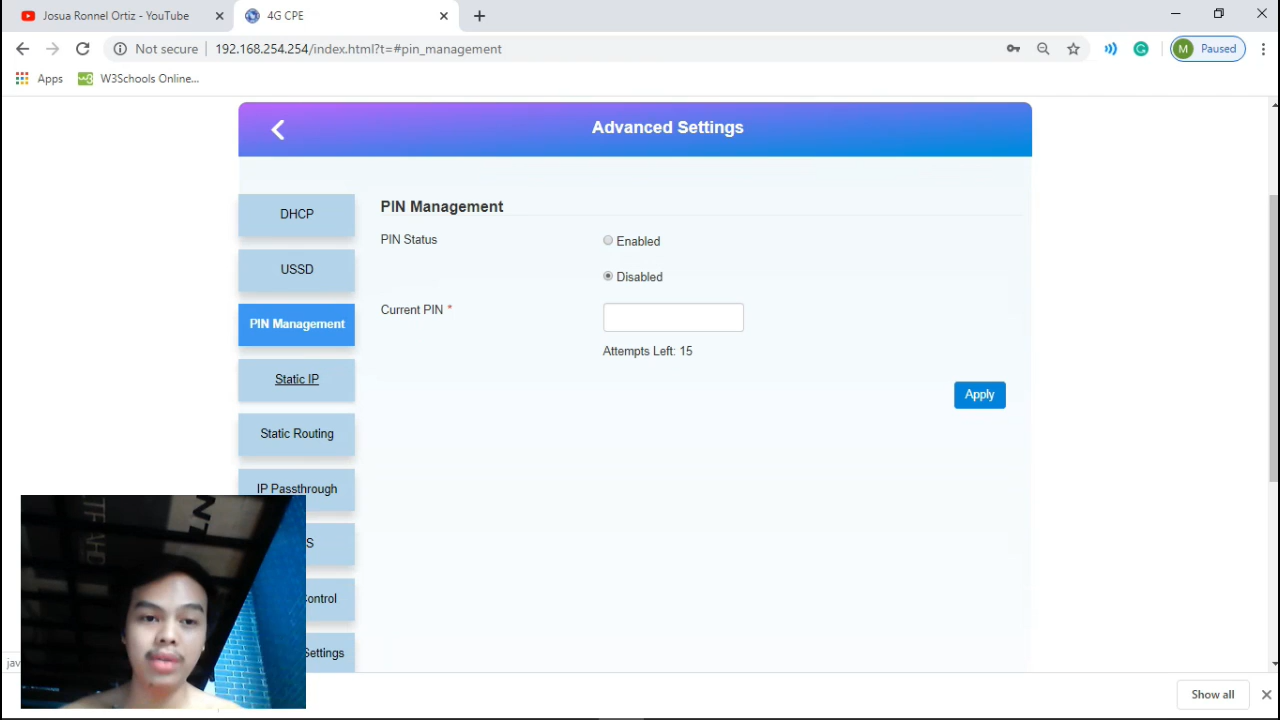 Josua Ronnel Ortiz - YouTube
4G CPE
Not secure
192.168.254.254/index.html?t=#pin_management
M Paused
Apps
W3Schools Online...
Advanced Settings
DHCP
USSD
PIN Management
Static IP
Static Routing
IP Passthrough
S
ontrol
Settings
PIN Management
PIN Status
Enabled
Disabled
Current PIN *
Attempts Left: 15
Apply
jav
Show all